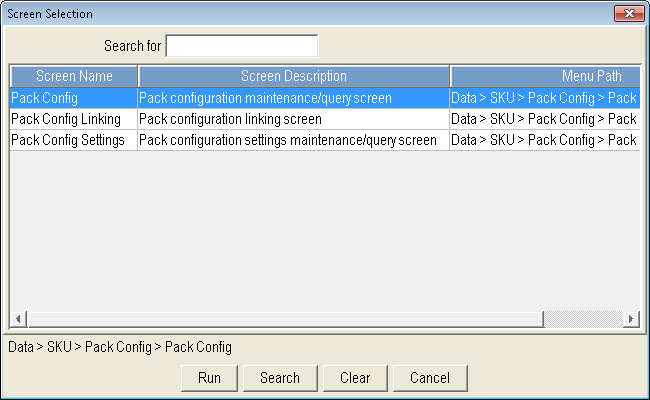 Screen Selection
Search for
Screen Name Screen Description Menu Path
Pack Config Pack configuration maintenance/query screen Data > SKU > Pack Config > Pack
Pack Config Linking Pack configuration linking screen Data > SKU > Pack Config > Pack
Pack Config Settings Pack configuration settings maintenance/query screen Data > SKU > Pack Config > Pack
Data > SKU > Pack Config > Pack Config
Run Search Clear Cancel